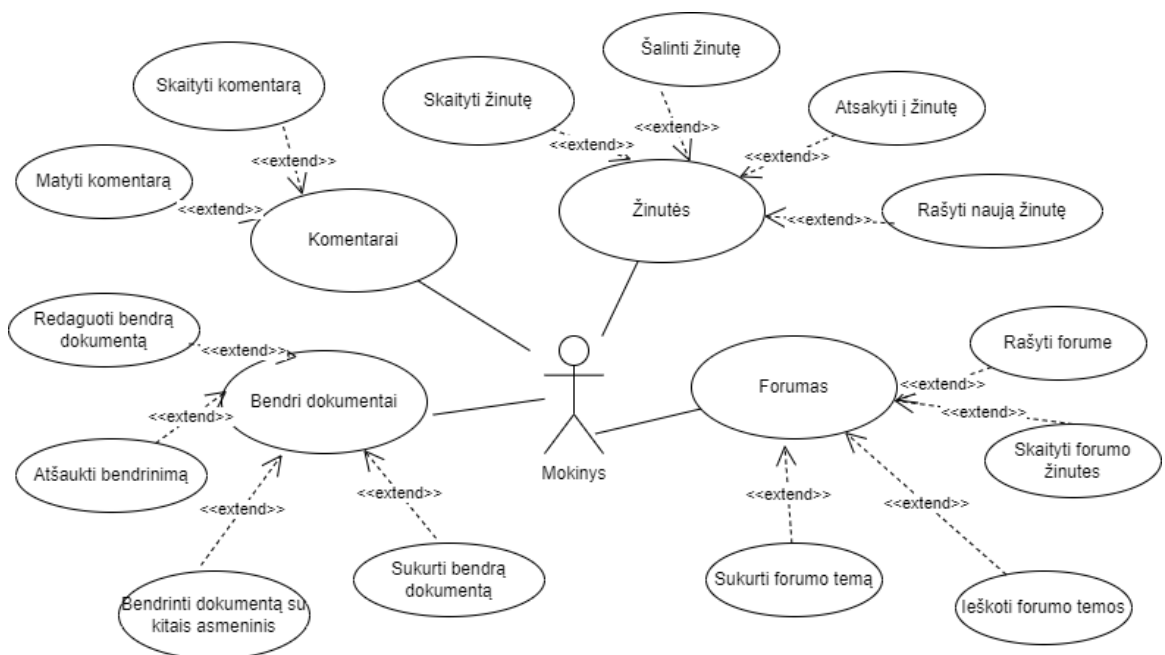 Šalinti žinutę
Skaityti komentarą
Skaityti žinutę
Atsakyti į žinutę
<<extend>>
<<extend>>
<<extend>>
<<extend>>
Matyti komentarą
<<extend>>
Komentarai
Žinutės
<<extend>>
Rašyti naują žinutę
Redaguoti bendrą
dokumentą
<<extend>>
Rašyti forume
Bendri dokumentai
Forumas
<<extend>>
<<extend>>
<<extend>>
Atšaukti bendrinimą
Mokinys
Skaityti forumo
žinutes
<<extend>>
<<extend>>
<<extend>>
<<extend>>
Sukurti bendrą
dokumentą
Sukurti forumo temą
Bendrinti dokumentą su
kitais asmeninis
Ieškoti forumo temos